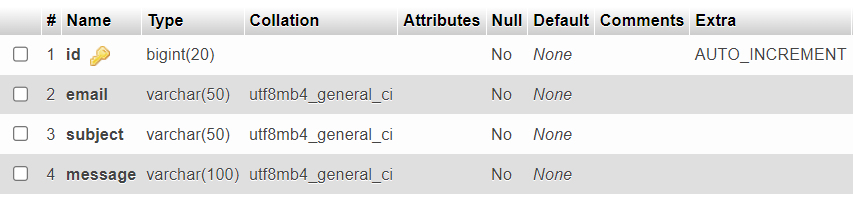 # Name Type Collation Attributes Null Default Comments Extra
1 id bigint(20) No None AUTO_INCREMENT
2 email varchar(50) utf8mb4_general_ci No None
3 subject varchar(50) utf8mb4_general_ci No None
4 message varchar(100) utf8mb4_general_ci No None